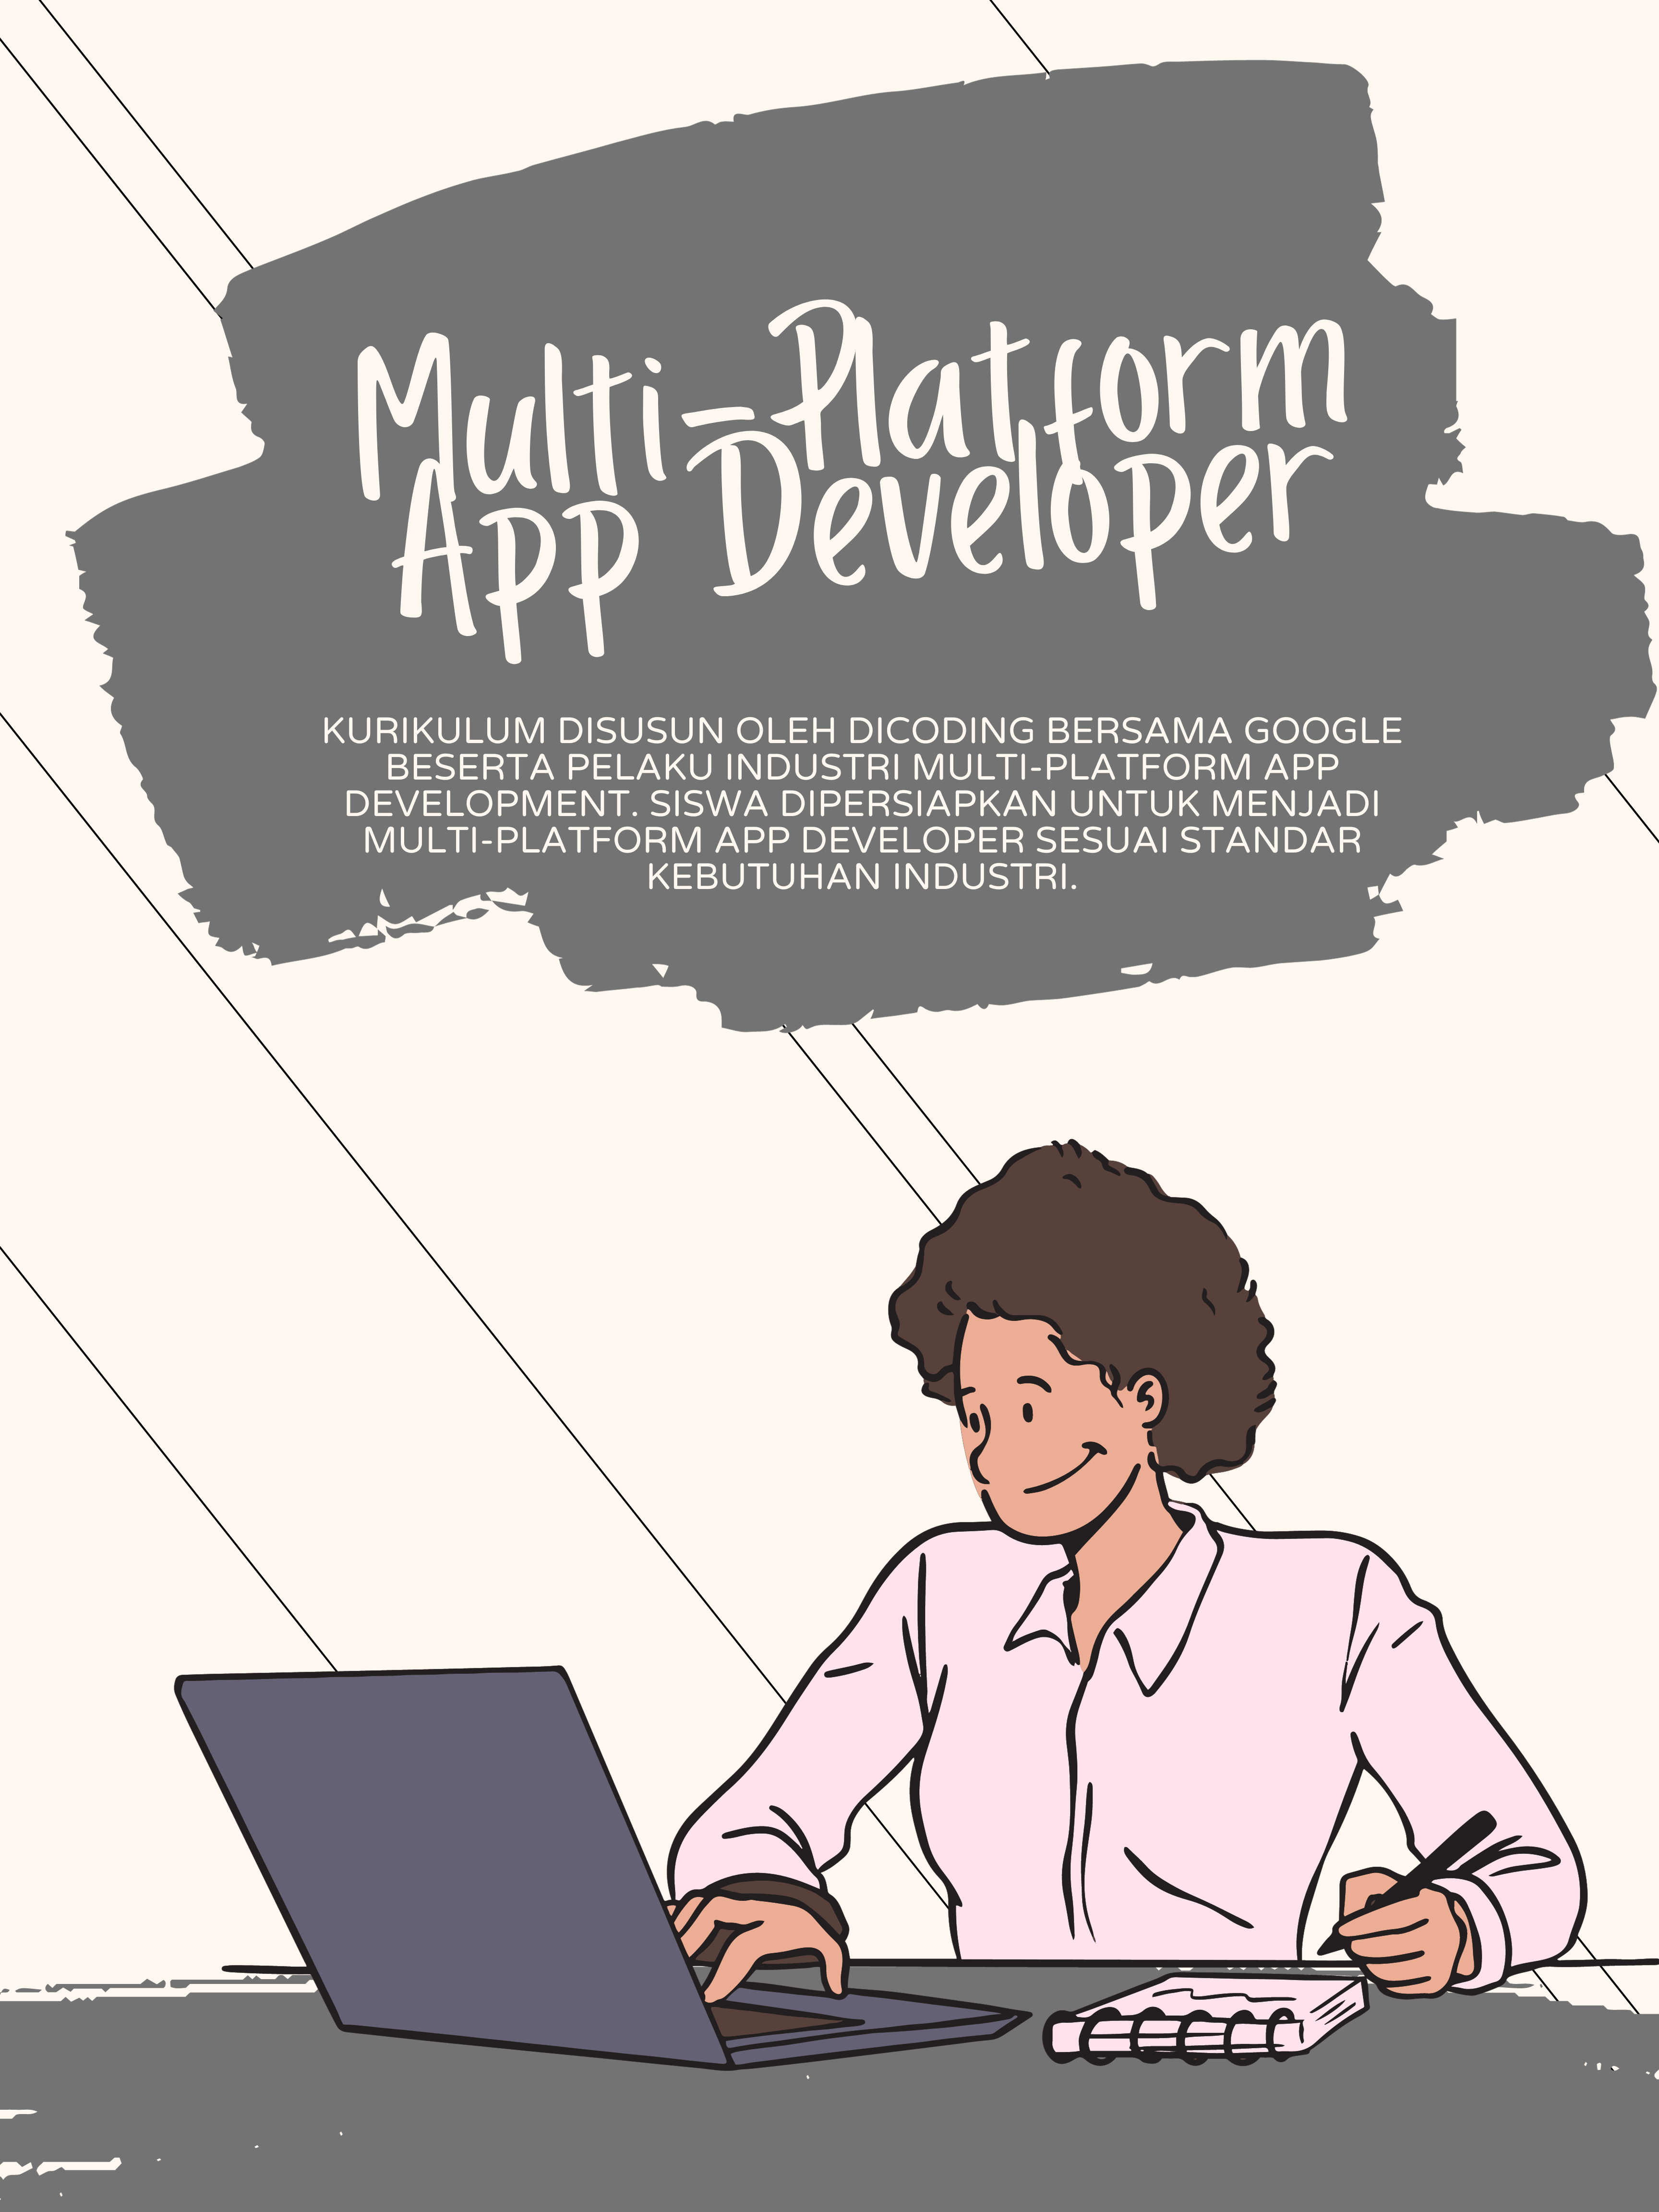 Multi-Platform
App Developer
KURIKULUM DISUSUN OLEH DICODING BERSAMA GOOGLE
BESERTA PELAKU INDUSTRI MULTI-PLATFORM APP
DEVELOPMENT. SISWA DIPERSIAPKAN UNTUK MENJADI
MULTI-PLATFORM APP DEVELOPER SESUAI STANDAR
KEBUTUHAN INDUSTRI.